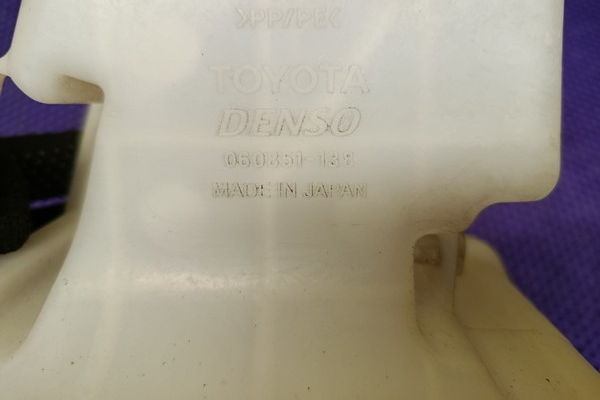 >PP/PE<
TOYOTA
DENSO
060851-138
MADE IN JAPAN